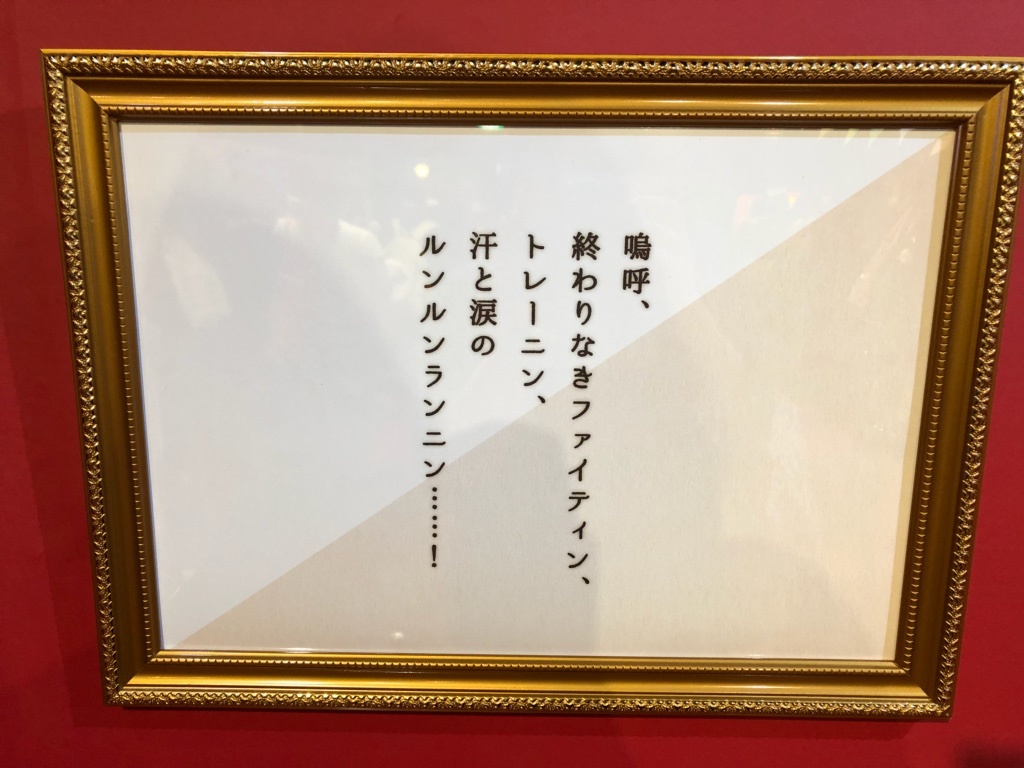 嗚呼、
終わりなきファイティン、
トレーニン、
汗と涙の
ルンルンランニン……！